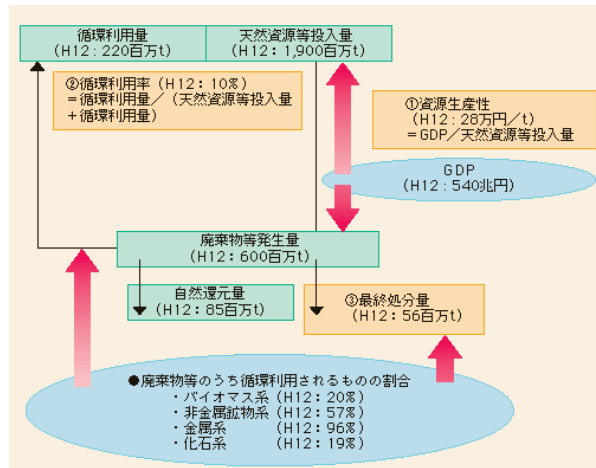 循環利用量
(H12：220百万t)
天然資源等投入量
(H12：1,900百万t)
②循環利用率 (H12：10%)
＝循環利用量／（天然資源等投入量
＋循環利用量）
①資源生産性
(H12：28万円／t)
＝GDP／天然資源等投入量
GDP
(H12：540兆円)
廃棄物等発生量
(H12：600百万t)
自然還元量
(H12：85百万t)
③最終処分量
(H12：56百万t)
●廃棄物等のうち循環利用されるものの割合
・バイオマス系 (H12：20%)
・非金属鉱物系 (H12：57%)
・金属系 (H12：96%)
・化石系 (H12：19%)